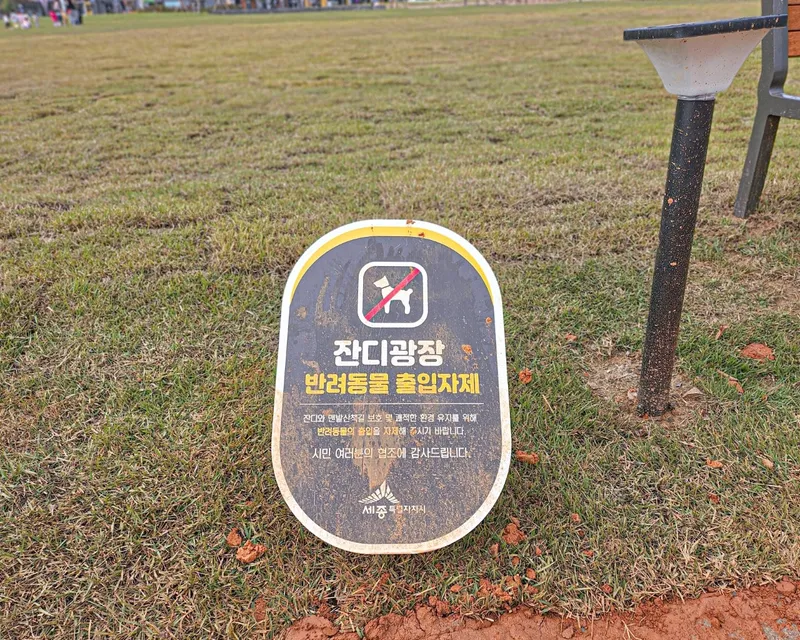 잔디광장
반려동물 출입자제
잔디와 맨발산책길 보호 및 쾌적한 환경 유지를 위해
반려동물의 출입을 자제해 주시기 바랍니다.
시민 여러분의 협조에 감사드립니다.
세종특별자치시